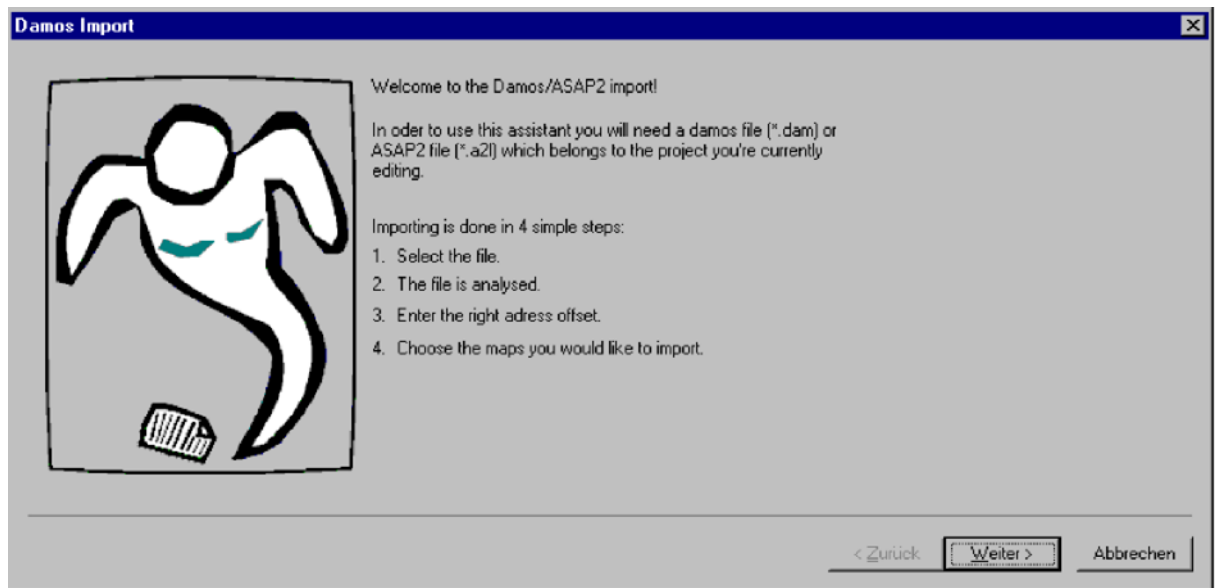 Damos Import
Welcome to the Damos/ASAP2 import!
In oder to use this assistant you will need a damos file (*.dam) or
ASAP2 file (*.a2l) which belongs to the project you're currently
editing.
Importing is done in 4 simple steps:
1. Select the file.
2. The file is analysed.
3. Enter the right adress offset.
4. Choose the maps you would like to import.
< Zurück Weiter > Abbrechen